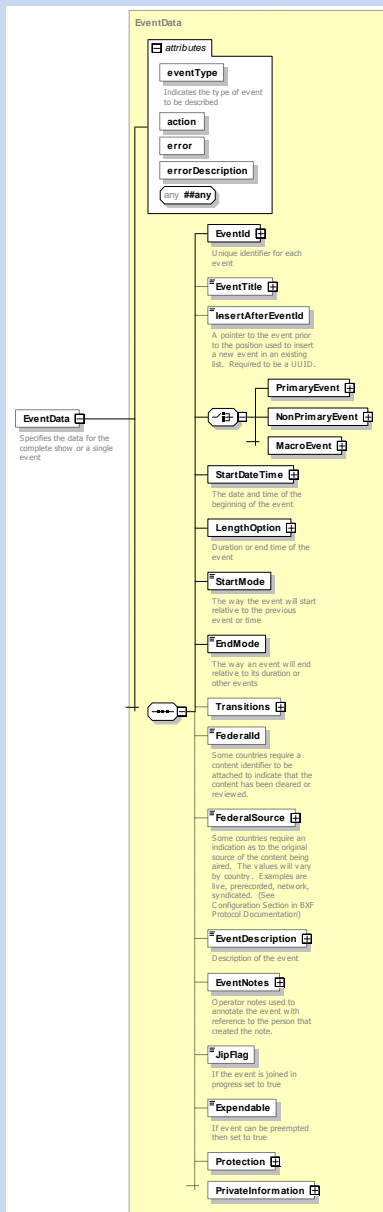 EventData
attributes
eventType
Indicates the type of event
to be described
action
error
errorDescription
any ##any
EventId
Unique identifier for each
event
EventTitle
InsertAfterEventId
A pointer to the event prior
to the position used to insert
a new event in an existing
list. Required to be a UUID.
PrimaryEvent
NonPrimaryEvent
MacroEvent
EventData
Specifies the data for the
complete show or a single
event
StartDateTime
The date and time of the
beginning of the event
LengthOption
Duration or end time of the
event
StartMode
The way the event will start
relative to the previous
event or time
EndMode
The way an event will end
relative to its duration or
other events
Transitions
FederalId
Some countries require a
content identifier to be
attached to indicate that the
content has been cleared or
reviewed.
FederalSource
Some countries require an
indication as to the original
source of the content being
aired. The values will vary
by country. Examples are
live, prerecorded, network,
syndicated. (See
Configuration Section in BXF
Protocol Documentation)
EventDescription
Description of the event
EventNotes
Operator notes used to
annotate the event with
reference to the person that
created the note.
JipFlag
If the event is joined in
progress set to true
Expendable
If event can be preempted
then set to true
Protection
PrivateInformation